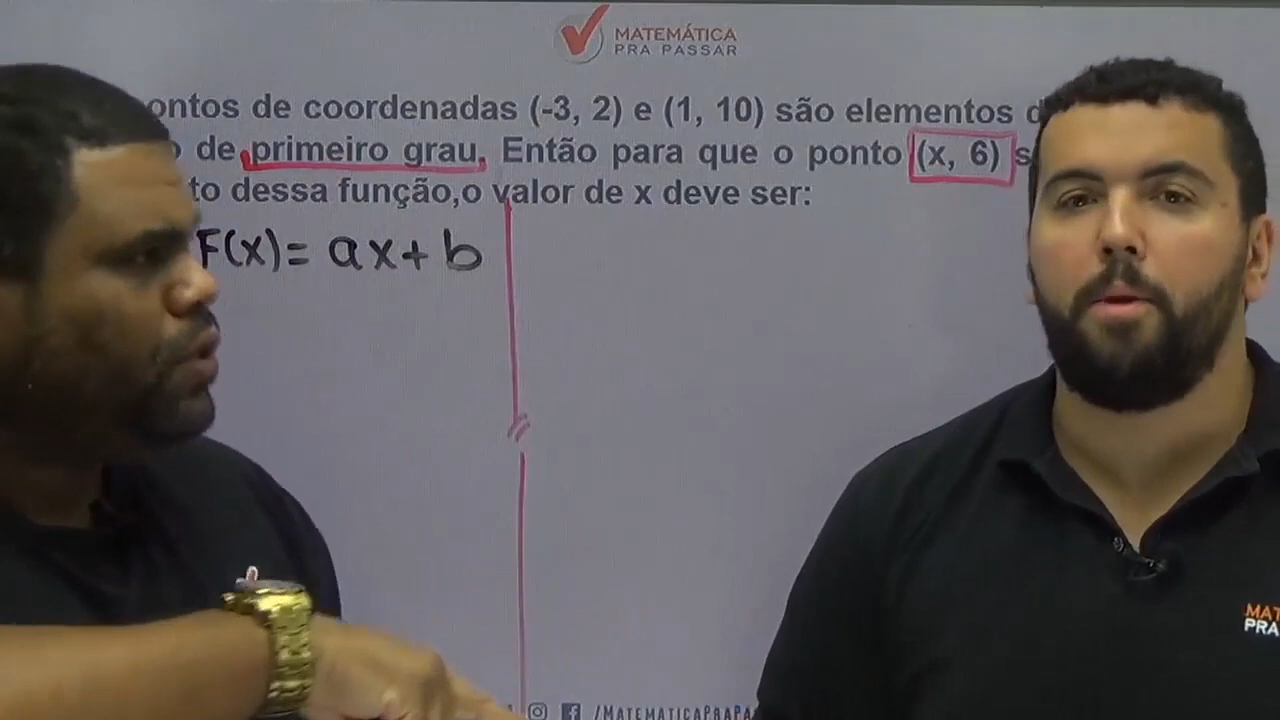 MATEMÁTICA
PRA PASSAR
ontos de coordenadas (-3, 2) e (1, 10) são elementos d
de primeiro grau. Então para que o ponto (x, 6) s
to dessa função,o valor de x deve ser:
F(x)= ax+b
MAT
PRA
/MATEMATICAPRAPA